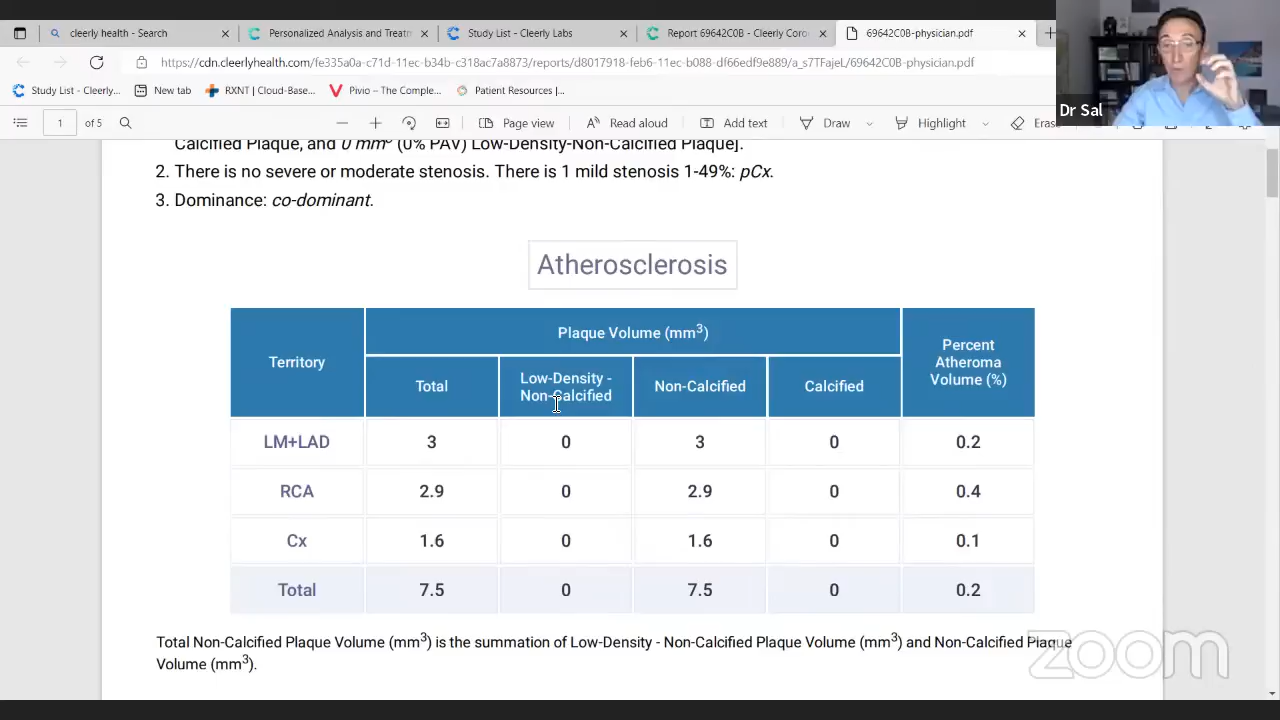 cleerly health - Search
Personalized Analysis and Treatm
Study List - Cleerly Labs
Report 69642C0B - Cleerly Coro
69642C0B-physician.pdf
https://cdn.cleerlyhealth.com/fe335a0a-c71d-11ec-b34b-c318ac7a8873/reports/d8017918-feb6-11ec-b088-df66edf9e889/a_s7TFajeL/69642C0B-physician.pdf
Study List - Cleerly...
New tab
RXNT | Cloud-Base...
Pivio -- The Comple...
Patient Resources |...
Dr Sal
1 of 5
Page view
Read aloud
Add text
Draw
Highlight
Eras
Calcified Plaque, and 0 mm³ (0% PAV) Low-Density-Non-Calcified Plaque].
2. There is no severe or moderate stenosis. There is 1 mild stenosis 1-49%: pCx.
3. Dominance: co-dominant.
Atherosclerosis
Territory
Plaque Volume (mm³)
Percent Atheroma Volume (%)
Total
Low-Density - Non-Calcified
Non-Calcified
Calcified
LM+LAD 3 0 3 0 0.2
RCA 2.9 0 2.9 0 0.4
Cx 1.6 0 1.6 0 0.1
Total 7.5 0 7.5 0 0.2
Total Non-Calcified Plaque Volume (mm³) is the summation of Low-Density - Non-Calcified Plaque Volume (mm³) and Non-Calcified Plaque
Volume (mm³).
zoom